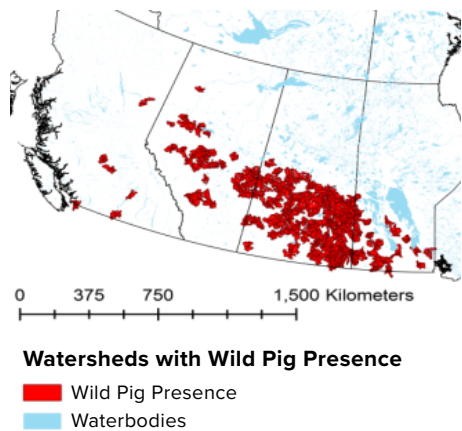 0 375 750 1,500 Kilometers
Watersheds with Wild Pig Presence
Wild Pig Presence
Waterbodies